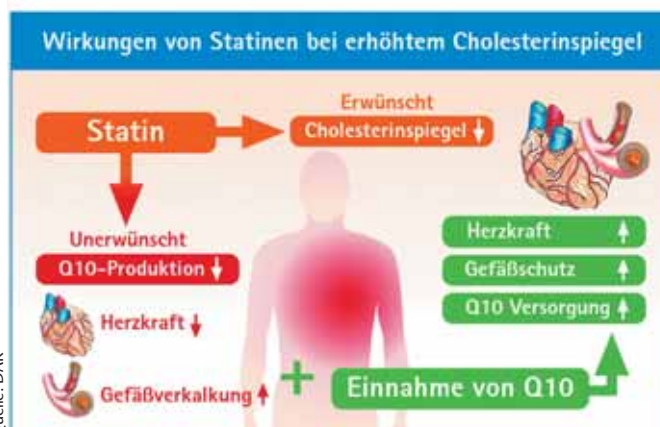 Wirkungen von Statinen bei erhöhtem Cholesterinspiegel
Erwünscht
Statin
Cholesterinspiegel
Unerwünscht
Q10-Produktion
Herzkraft
Gefäßverkalkung
Herzkraft
Gefäßschutz
Q10 Versorgung
+ Einnahme von Q10